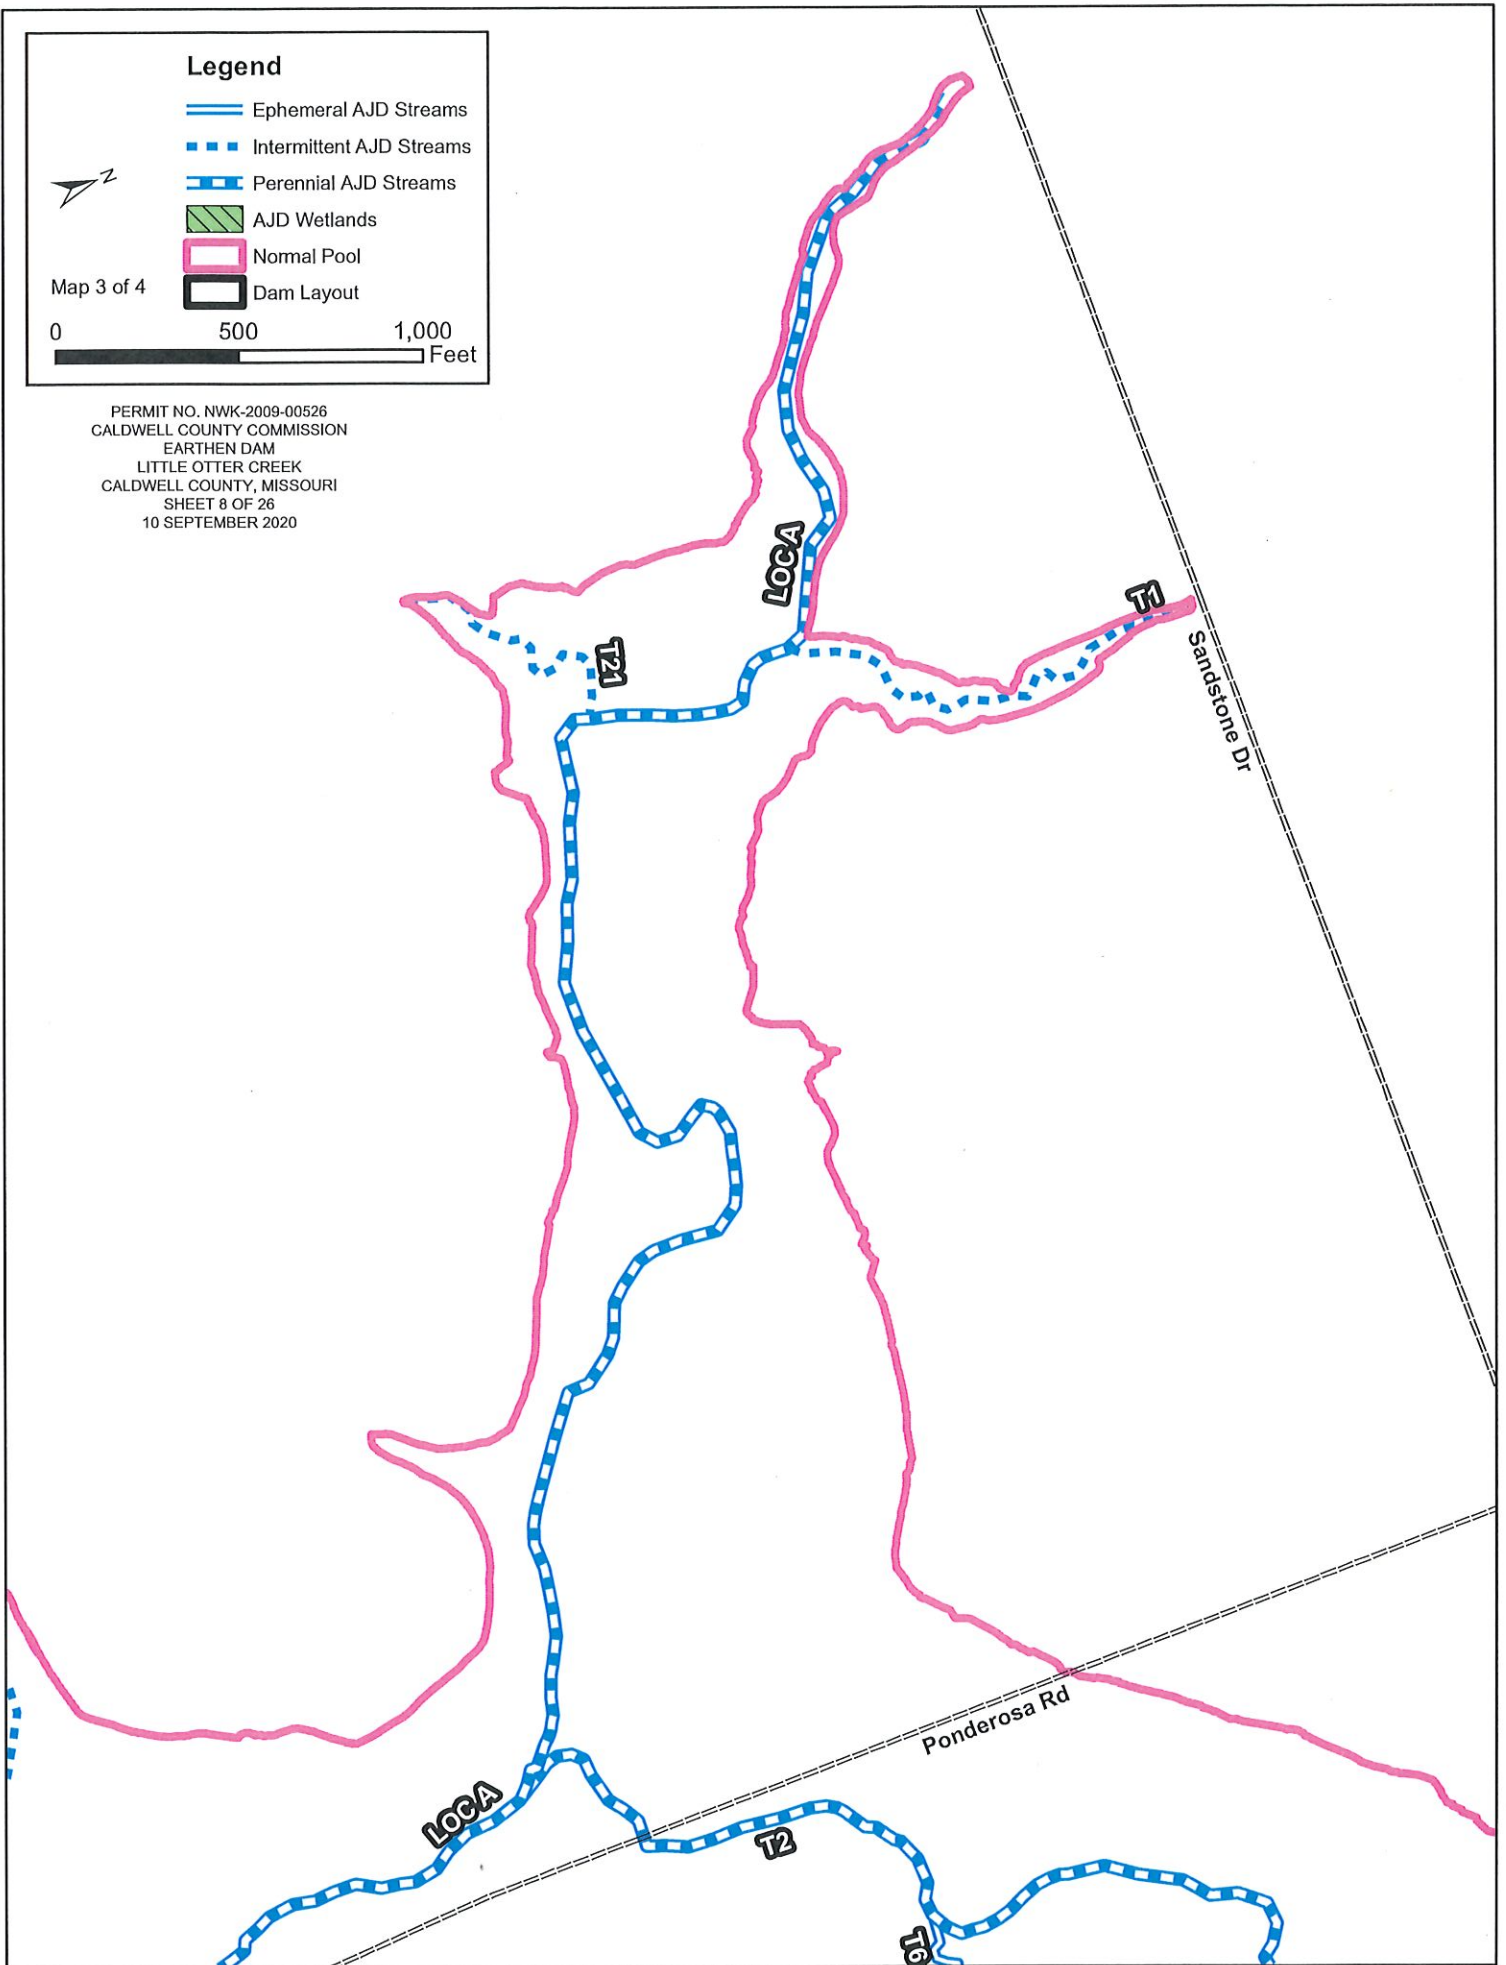 Legend
Ephemeral AJD Streams
Intermittent AJD Streams
N
Perennial AJD Streams
AJD Wetlands
Normal Pool
Map 3 of 4
Dam Layout
0 500 1,000
Feet
PERMIT NO. NWK-2009-00526
CALDWELL COUNTY COMMISSION
EARTHEN DAM
LITTLE OTTER CREEK
CALDWELL COUNTY, MISSOURI
SHEET 8 OF 26
10 SEPTEMBER 2020
LOC A
T1
T21
Sandstone Dr
Ponderosa Rd
LOC A
T2
T6